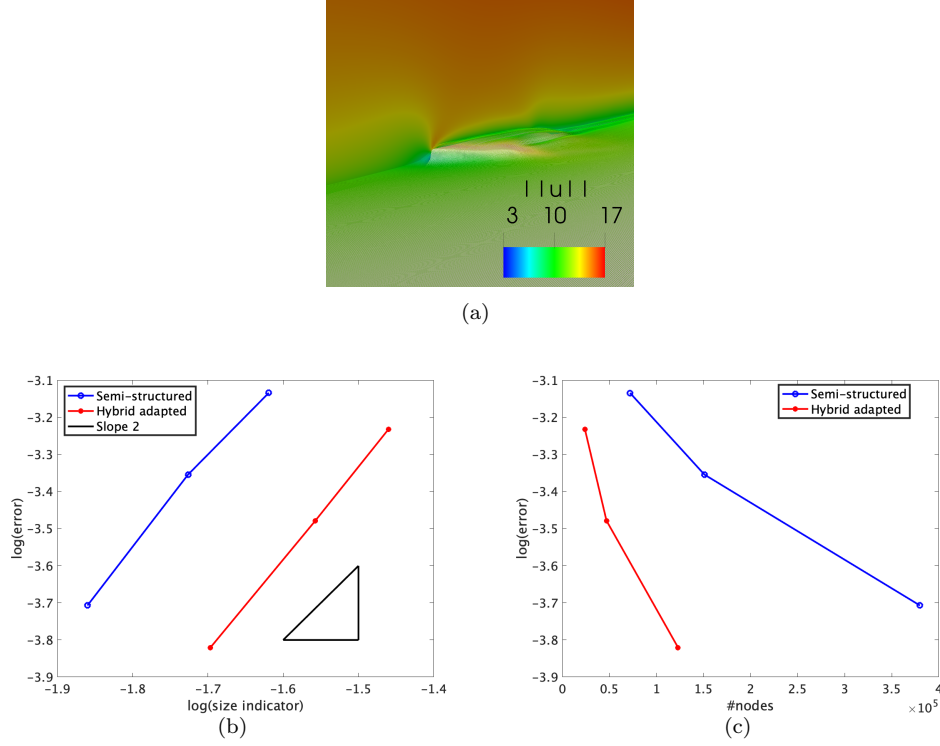 ||u||
3 10 17
(a)
-3.1
-3.2
-3.3
-3.4
-3.5
-3.6
-3.7
-3.8
-3.9
log(error)
Semi-structured
Hybrid adapted
Slope 2
-1.9 -1.8 -1.7 -1.6 -1.5 -1.4
log(size indicator)
(b)
-3.1
-3.2
-3.3
-3.4
-3.5
-3.6
-3.7
-3.8
-3.9
log(error)
Semi-structured
Hybrid adapted
0 0.5 1 1.5 2 2.5 3 3.5 4
#nodes
×10⁵
(c)